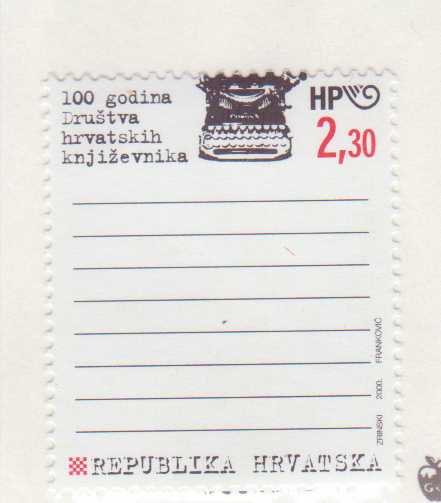 100 godina
Društva
hrvatskih
književnika
HP
2,30
ZRINSKI 2000. FRANKOVIĆ
REPUBLIKA HRVATSKA